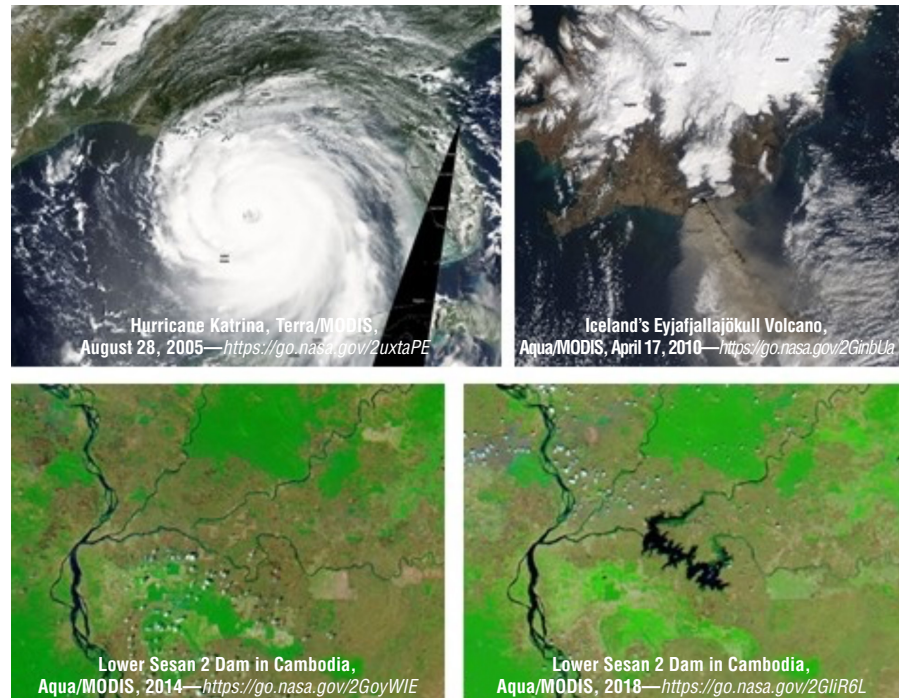 Hurricane Katrina, Terra/MODIS,
August 28, 2005—https://go.nasa.gov/2uxtaPE
Iceland's Eyjafjallajökull Volcano,
Aqua/MODIS, April 17, 2010—https://go.nasa.gov/2GinbUa
Lower Sesan 2 Dam in Cambodia,
Aqua/MODIS, 2014—https://go.nasa.gov/2GoyWIE
Lower Sesan 2 Dam in Cambodia,
Aqua/MODIS, 2018—https://go.nasa.gov/2GIiR6L